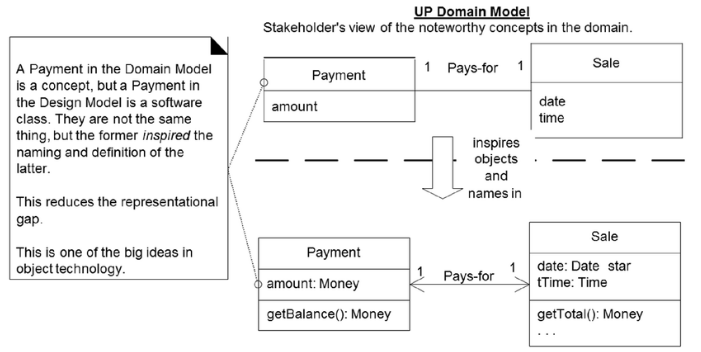 UP Domain Model
Stakeholder's view of the noteworthy concepts in the domain.
A Payment in the Domain Model
is a concept, but a Payment in
the Design Model is a software
class. They are not the same
thing, but the former inspired the
naming and definition of the
latter.
This reduces the representational
gap.
This is one of the big ideas in
object technology.
Payment
amount
1 Pays-for 1
Sale
date
time
inspires
objects
and
names in
Payment
amount: Money
getBalance(): Money
1 Pays-for 1
Sale
date: Date star
tTime: Time
getTotal(): Money
. . .